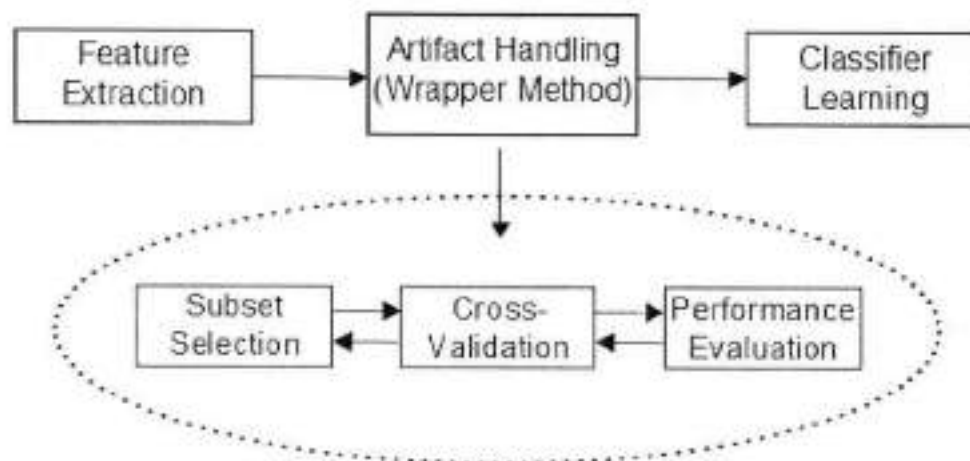 Feature
Extraction
Artifact Handling
(Wrapper Method)
Classifier
Learning
Subset
Selection
Cross-
Validation
Performance
Evaluation